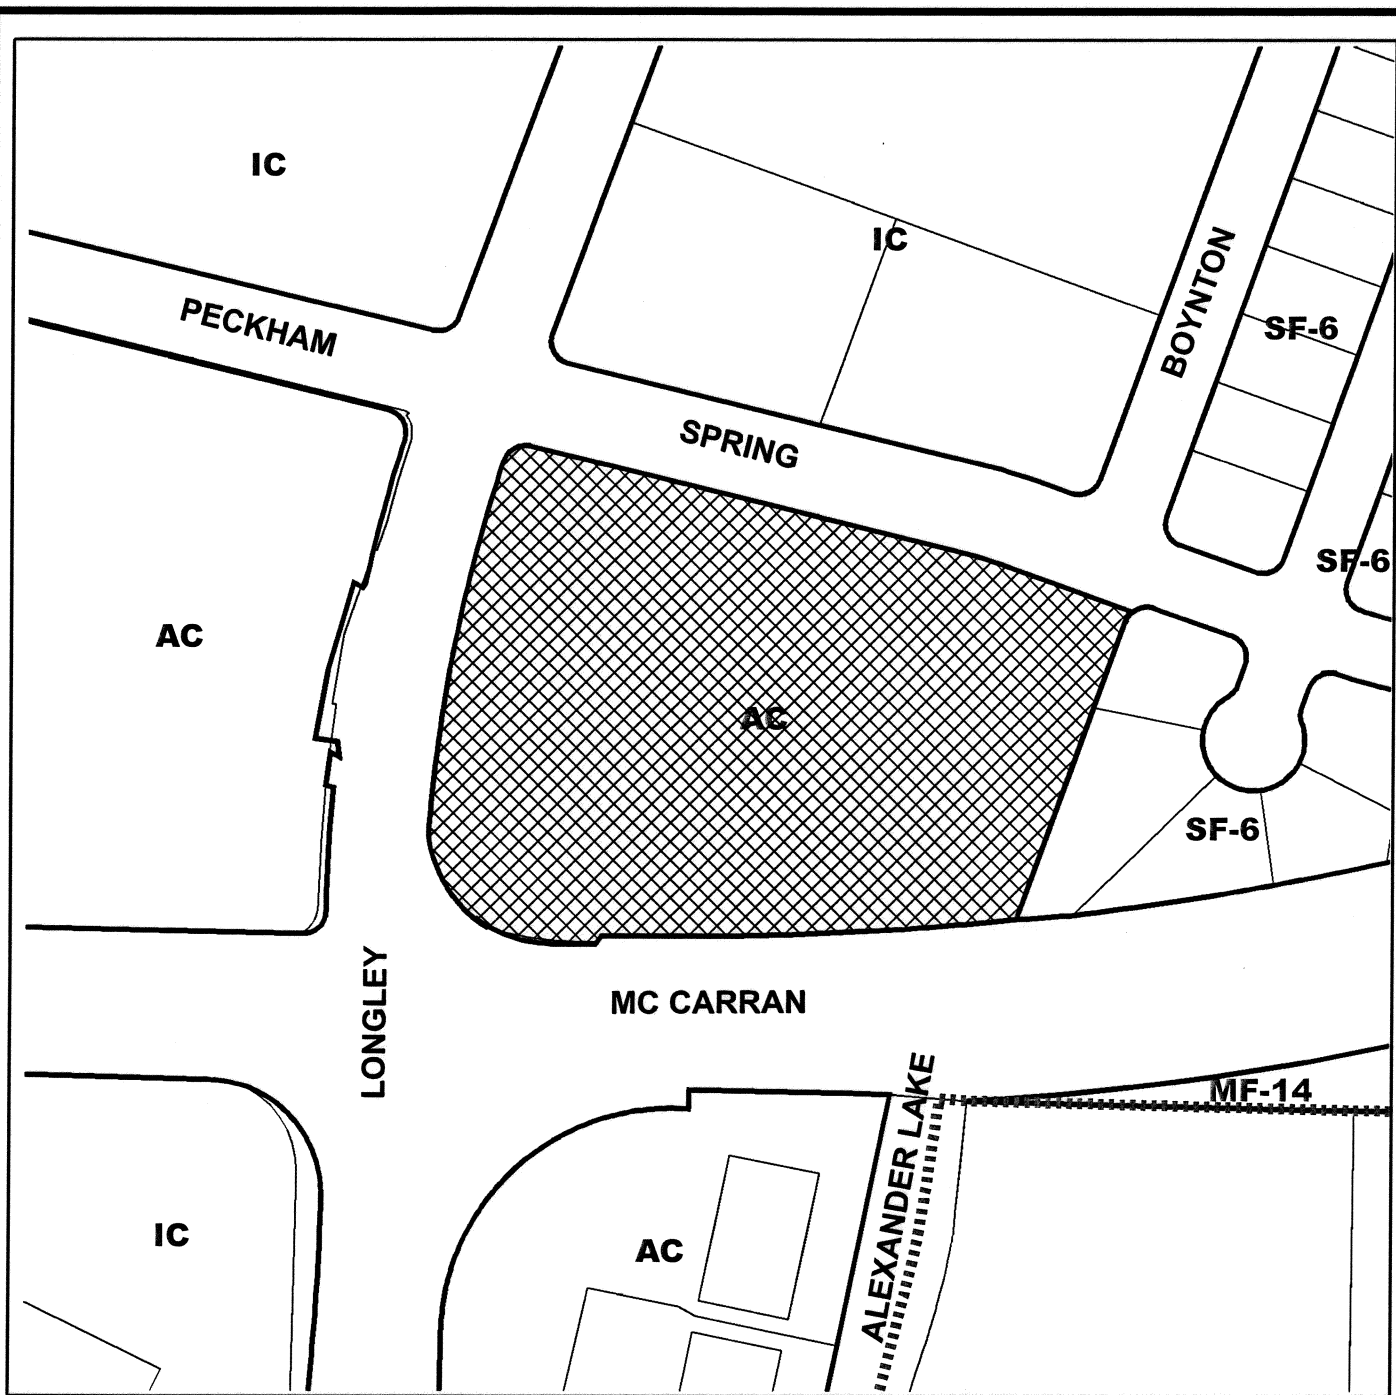 IC
IC
BOYNTON
PECKHAM
SF-6
SPRING
SF-6
AC
AC
SF-6
LONGLEY
MC CARRAN
ALEXANDER LAKE
MF-14
IC
AC